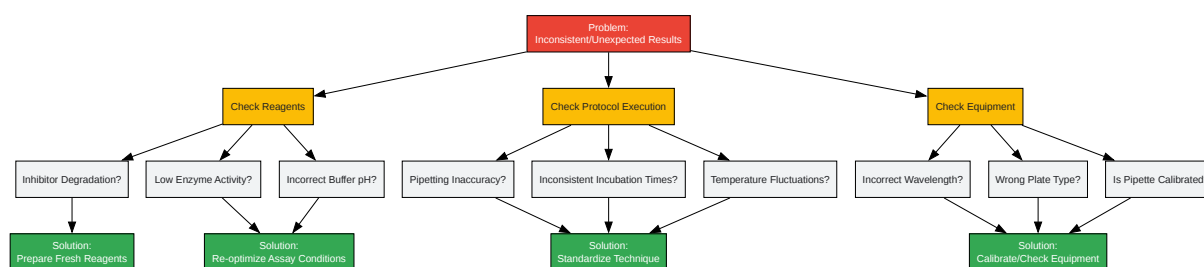 Problem:
Inconsistent/Unexpected Results
Check Reagents
Check Protocol Execution
Check Equipment
Inhibitor Degradation?
Low Enzyme Activity?
Incorrect Buffer pH?
Pipetting Inaccuracy?
Inconsistent Incubation Times?
Temperature Fluctuations?
Incorrect Wavelength?
Wrong Plate Type?
Is Pipette Calibrated
Solution:
Prepare Fresh Reagents
Solution:
Re-optimize Assay Conditions
Solution:
Standardize Technique
Solution:
Calibrate/Check Equipment